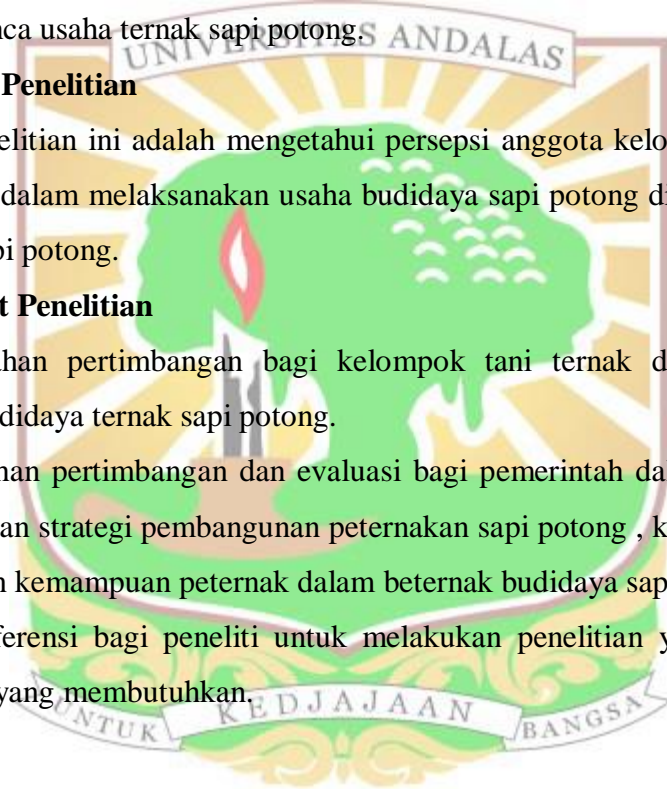 nca usaha ternak sapi potong.
UNIVERSITAS ANDALAS
Penelitian
elitian ini adalah mengetahui persepsi anggota kelo
dalam melaksanakan usaha budidaya sapi potong di
pi potong.
t Penelitian
ahan pertimbangan bagi kelompok tani ternak d
udidaya ternak sapi potong.
han pertimbangan dan evaluasi bagi pemerintah da
an strategi pembangunan peternakan sapi potong , k
n kemampuan peternak dalam beternak budidaya sap
ferensi bagi peneliti untuk melakukan penelitian y
yang membutuhkan.
UNTUK KEDJAJAAN BANGSA